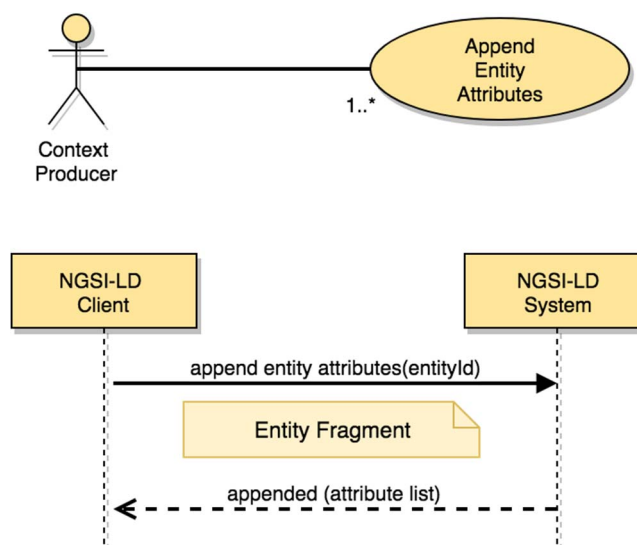 Append
Entity
Attributes
1..*
Context
Producer
NGSI-LD
Client
NGSI-LD
System
append entity attributes(entityId)
Entity Fragment
appended (attribute list)